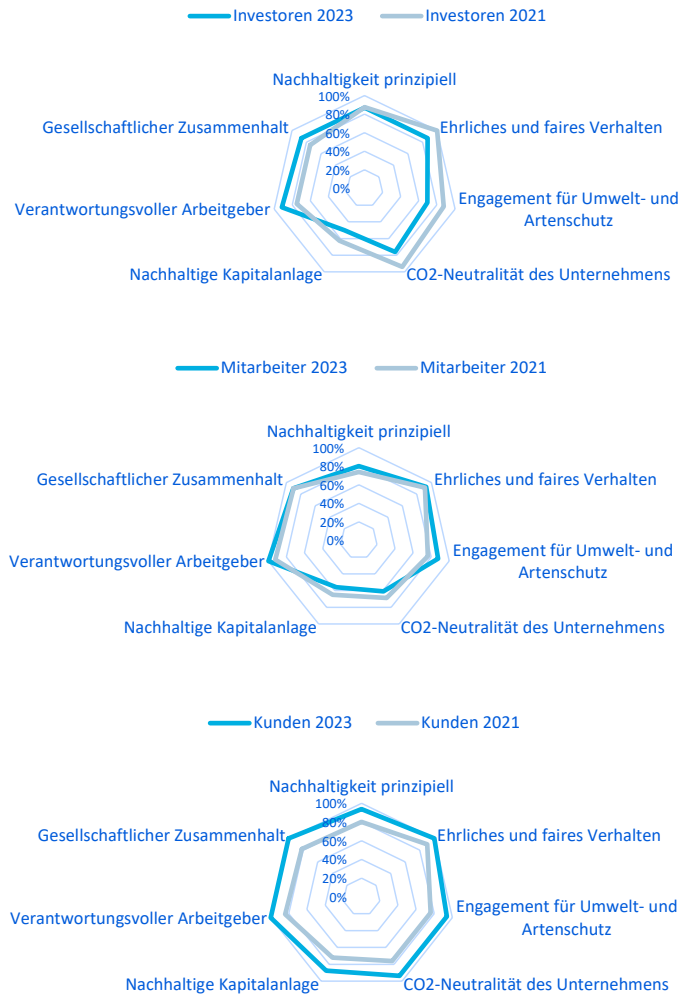 Investoren 2023 Investoren 2021
Nachhaltigkeit prinzipiell
100%
80%
60%
40%
20%
0%
Ehrliches und faires Verhalten
Engagement für Umwelt- und
Artenschutz
CO2-Neutralität des Unternehmens
Nachhaltige Kapitalanlage
Verantwortungsvoller Arbeitgeber
Gesellschaftlicher Zusammenhalt
Mitarbeiter 2023 Mitarbeiter 2021
Nachhaltigkeit prinzipiell
100%
80%
60%
40%
20%
0%
Ehrliches und faires Verhalten
Engagement für Umwelt- und
Artenschutz
CO2-Neutralität des Unternehmens
Nachhaltige Kapitalanlage
Verantwortungsvoller Arbeitgeber
Gesellschaftlicher Zusammenhalt
Kunden 2023 Kunden 2021
Nachhaltigkeit prinzipiell
100%
80%
60%
40%
20%
0%
Ehrliches und faires Verhalten
Engagement für Umwelt- und
Artenschutz
CO2-Neutralität des Unternehmens
Nachhaltige Kapitalanlage
Verantwortungsvoller Arbeitgeber
Gesellschaftlicher Zusammenhalt